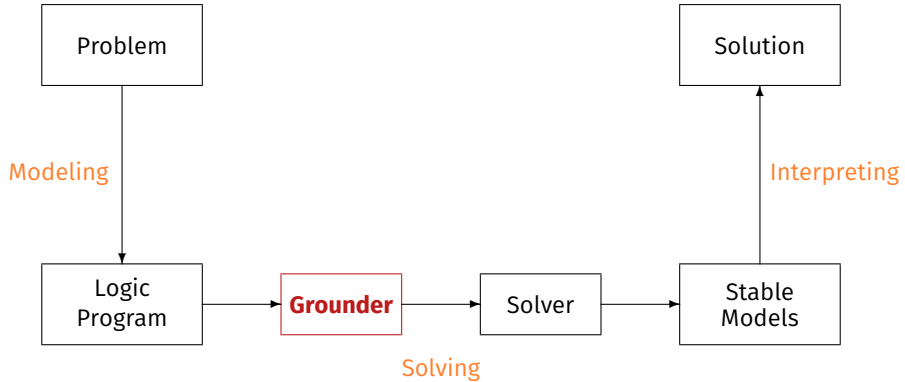 Problem
Solution
Modeling
Interpreting
Logic
Program
Grounder
Solver
Stable
Models
Solving